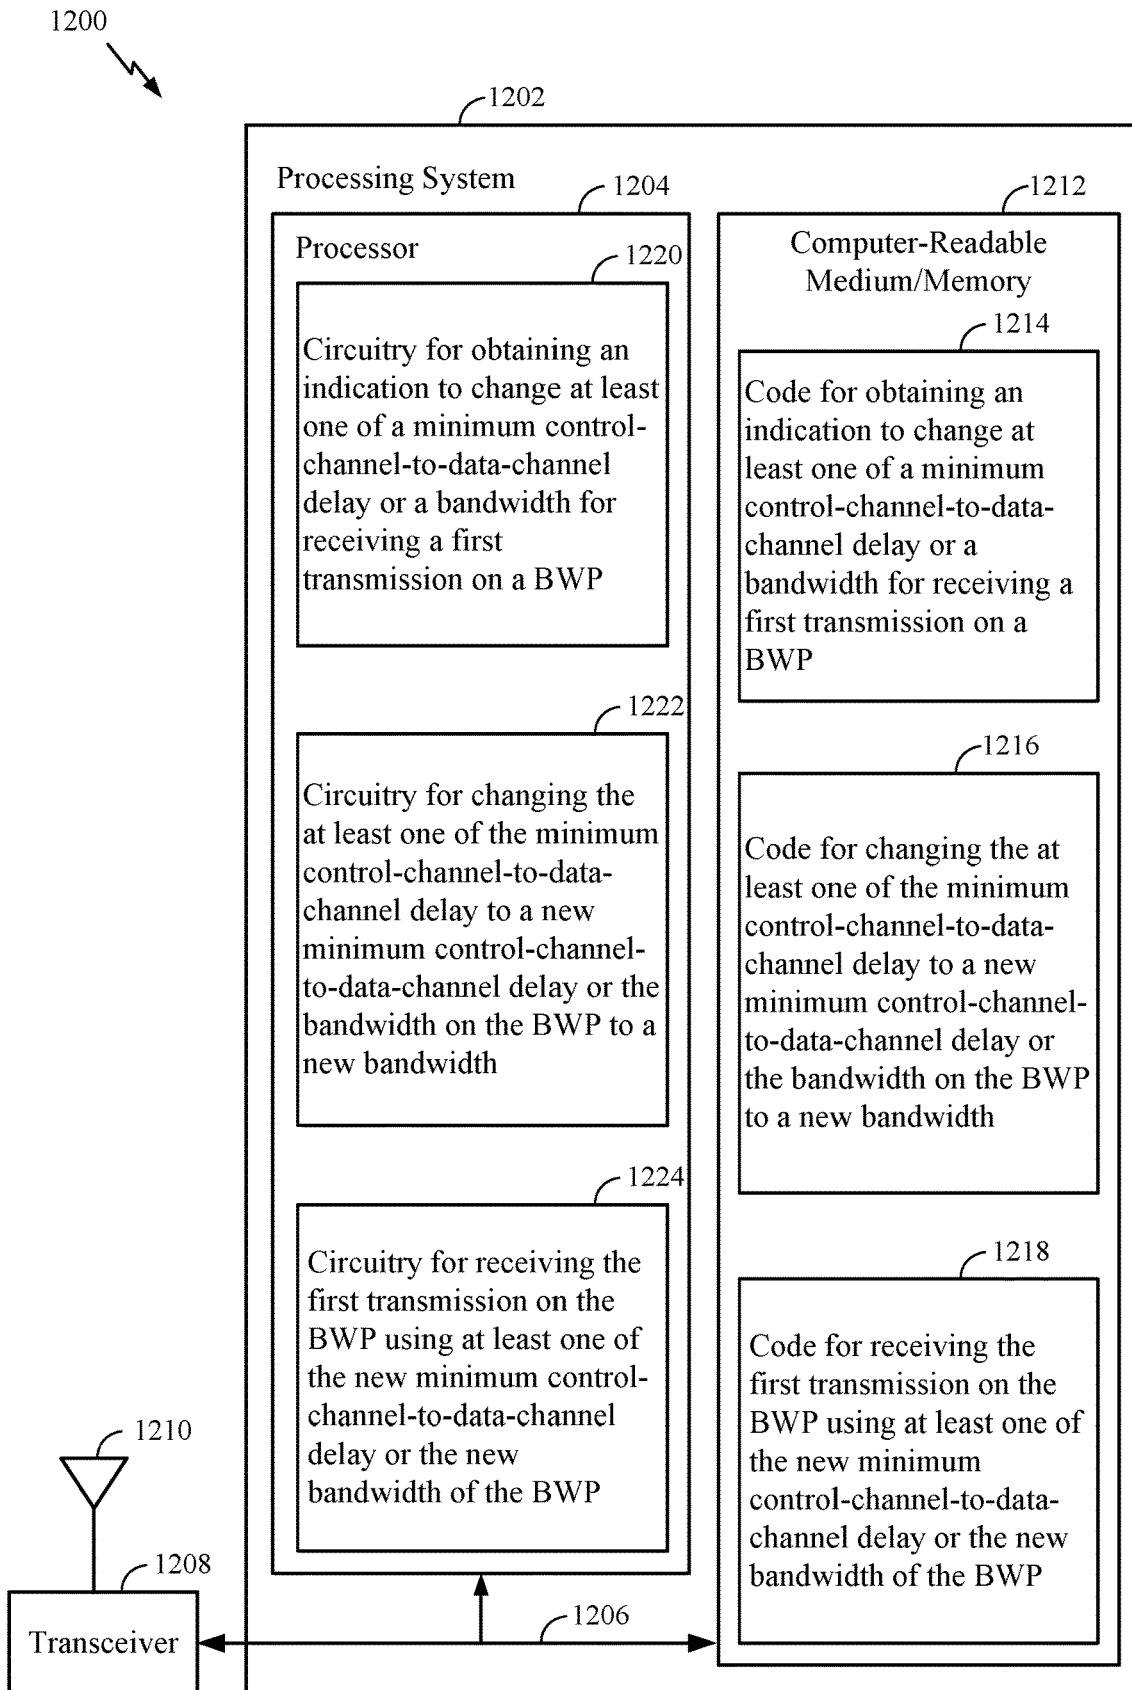 1200
1202
Processing System
1204
Processor
1220
Circuitry for obtaining an
indication to change at least
one of a minimum control-
channel-to-data-channel
delay or a bandwidth for
receiving a first
transmission on a BWP
1222
Circuitry for changing the
at least one of the minimum
control-channel-to-data-
channel delay to a new
minimum control-channel-
to-data-channel delay or the
bandwidth on the BWP to a
new bandwidth
1224
Circuitry for receiving the
first transmission on the
BWP using at least one of
the new minimum control-
channel-to-data-channel
delay or the new
bandwidth of the BWP
1212
Computer-Readable
Medium/Memory
1214
Code for obtaining an
indication to change at
least one of a minimum
control-channel-to-data-
channel delay or a
bandwidth for receiving a
first transmission on a
BWP
1216
Code for changing the at
least one of the minimum
control-channel-to-data-
channel delay to a new
minimum control-channel-
to-data-channel delay or
the bandwidth on the BWP
to a new bandwidth
1218
Code for receiving the
first transmission on the
BWP using at least one of
the new minimum
control-channel-to-data-
channel delay or the new
bandwidth of the BWP
1210
1208
Transceiver
1206